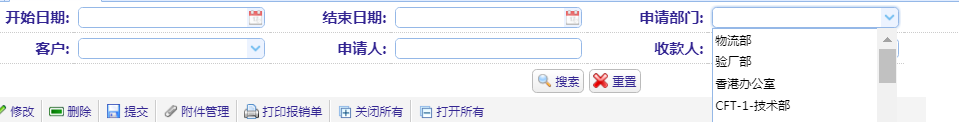 开始日期: 结束日期: 申请部门:
客户: 申请人: 收款人:
物流部
验厂部
香港办公室
CFT-1-技术部
搜索 重置
修改 删除 提交 附件管理 打印报销单 关闭所有 打开所有